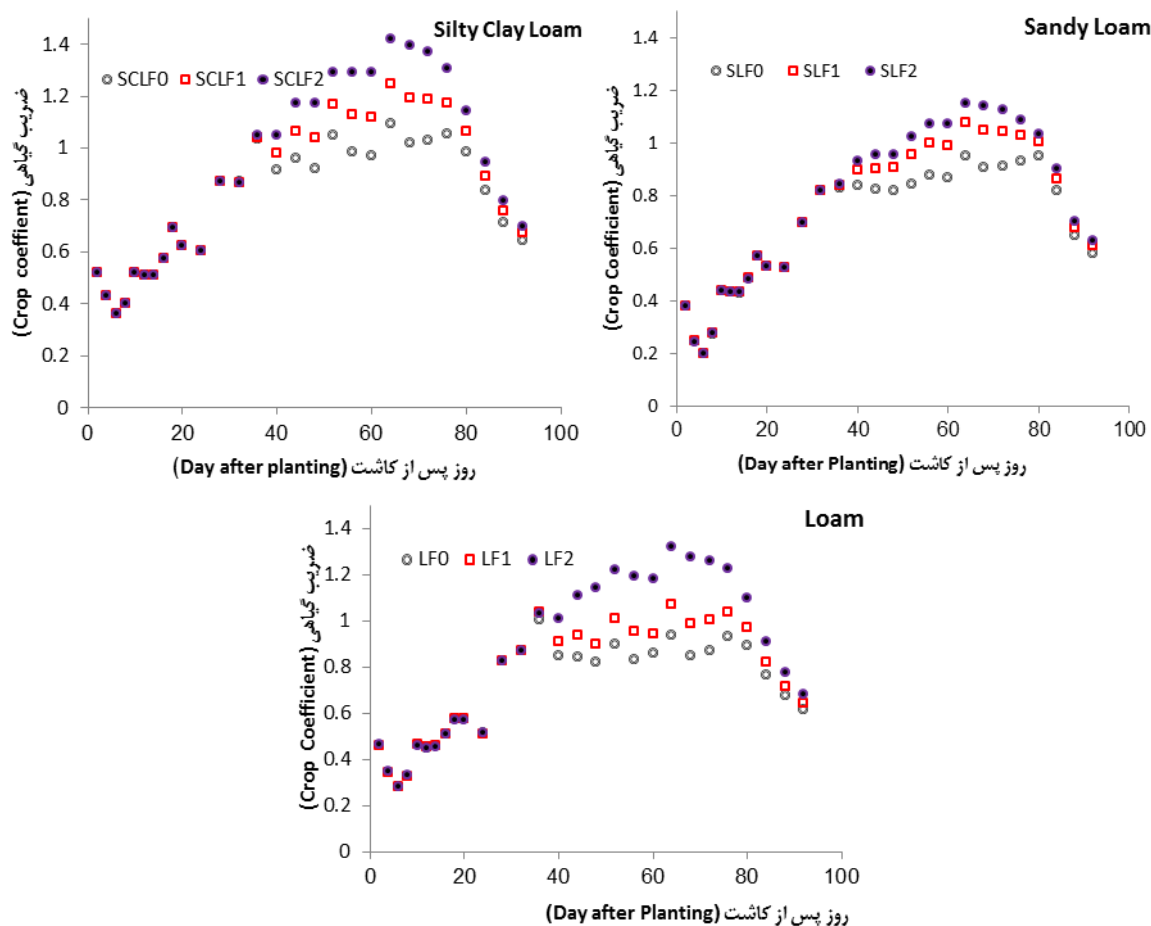 Silty Clay Loam
SCLF0 SCLF1 SCLF2
ضریب گیاهی (Crop coeffient)
1.4
1.2
1
0.8
0.6
0.4
0.2
0
0 20 40 60 80 100
روز پس از کاشت (Day after planting)
Sandy Loam
SLF0 SLF1 SLF2
ضریب گیاهی (Crop Coefficient)
1.4
1.2
1
0.8
0.6
0.4
0.2
0
0 20 40 60 80 100
روز پس از کاشت (Day after Planting)
Loam
LF0 LF1 LF2
ضریب گیاهی (Crop Coefficient)
1.4
1.2
1
0.8
0.6
0.4
0.2
0
0 20 40 60 80 100
روز پس از کاشت (Day after Planting)